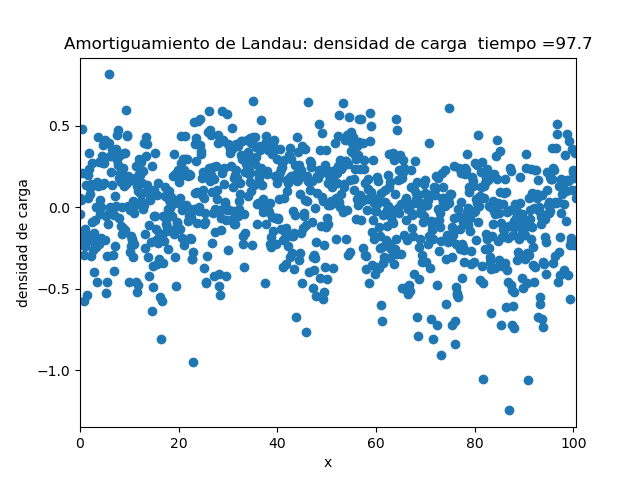 Amortiguamiento de Landau: densidad de carga  tiempo =97.7
densidad de carga
0.5
0.0
−0.5
−1.0
0 20 40 60 80 100
x